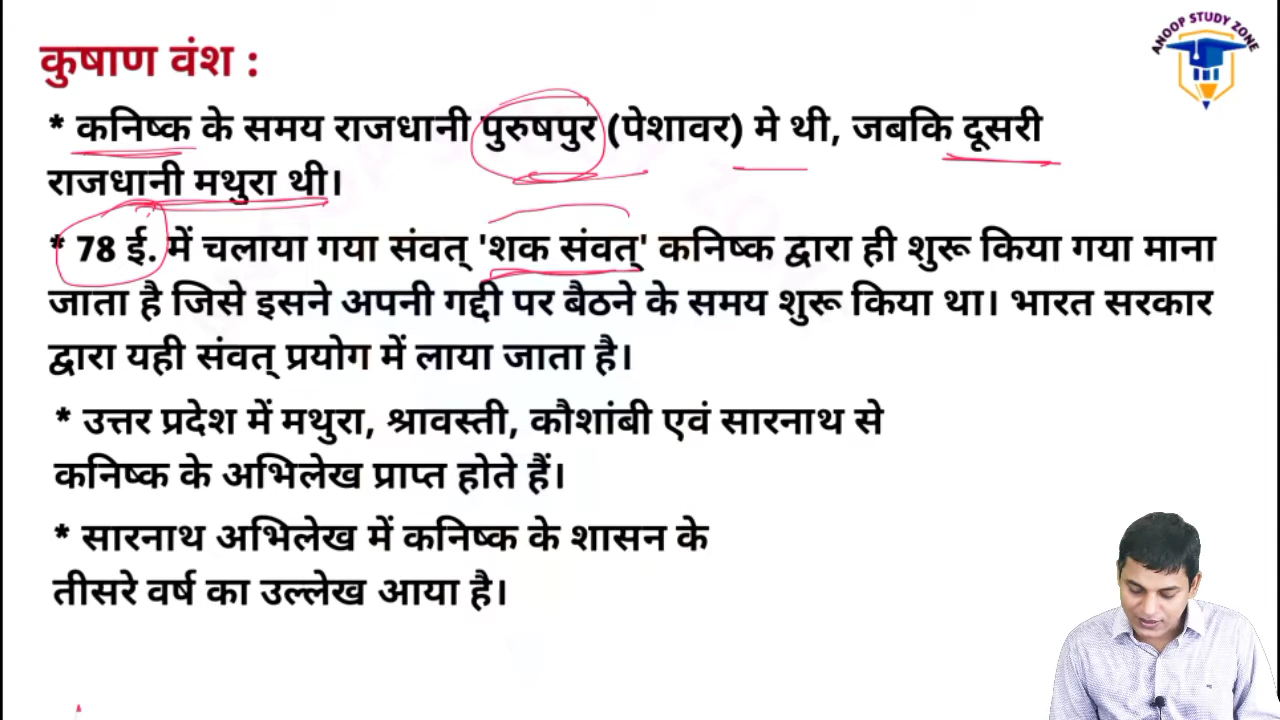 ANOOP STUDY ZONE
कुषाण वंश :
* कनिष्क के समय राजधानी पुरुषपुर (पेशावर) मे थी, जबकि दूसरी
राजधानी मथुरा थी।
* 78 ई. में चलाया गया संवत् 'शक संवत्' कनिष्क द्वारा ही शुरू किया गया माना
जाता है जिसे इसने अपनी गद्दी पर बैठने के समय शुरू किया था। भारत सरकार
द्वारा यही संवत् प्रयोग में लाया जाता है।
* उत्तर प्रदेश में मथुरा, श्रावस्ती, कौशांबी एवं सारनाथ से
कनिष्क के अभिलेख प्राप्त होते हैं।
* सारनाथ अभिलेख में कनिष्क के शासन के
तीसरे वर्ष का उल्लेख आया है।